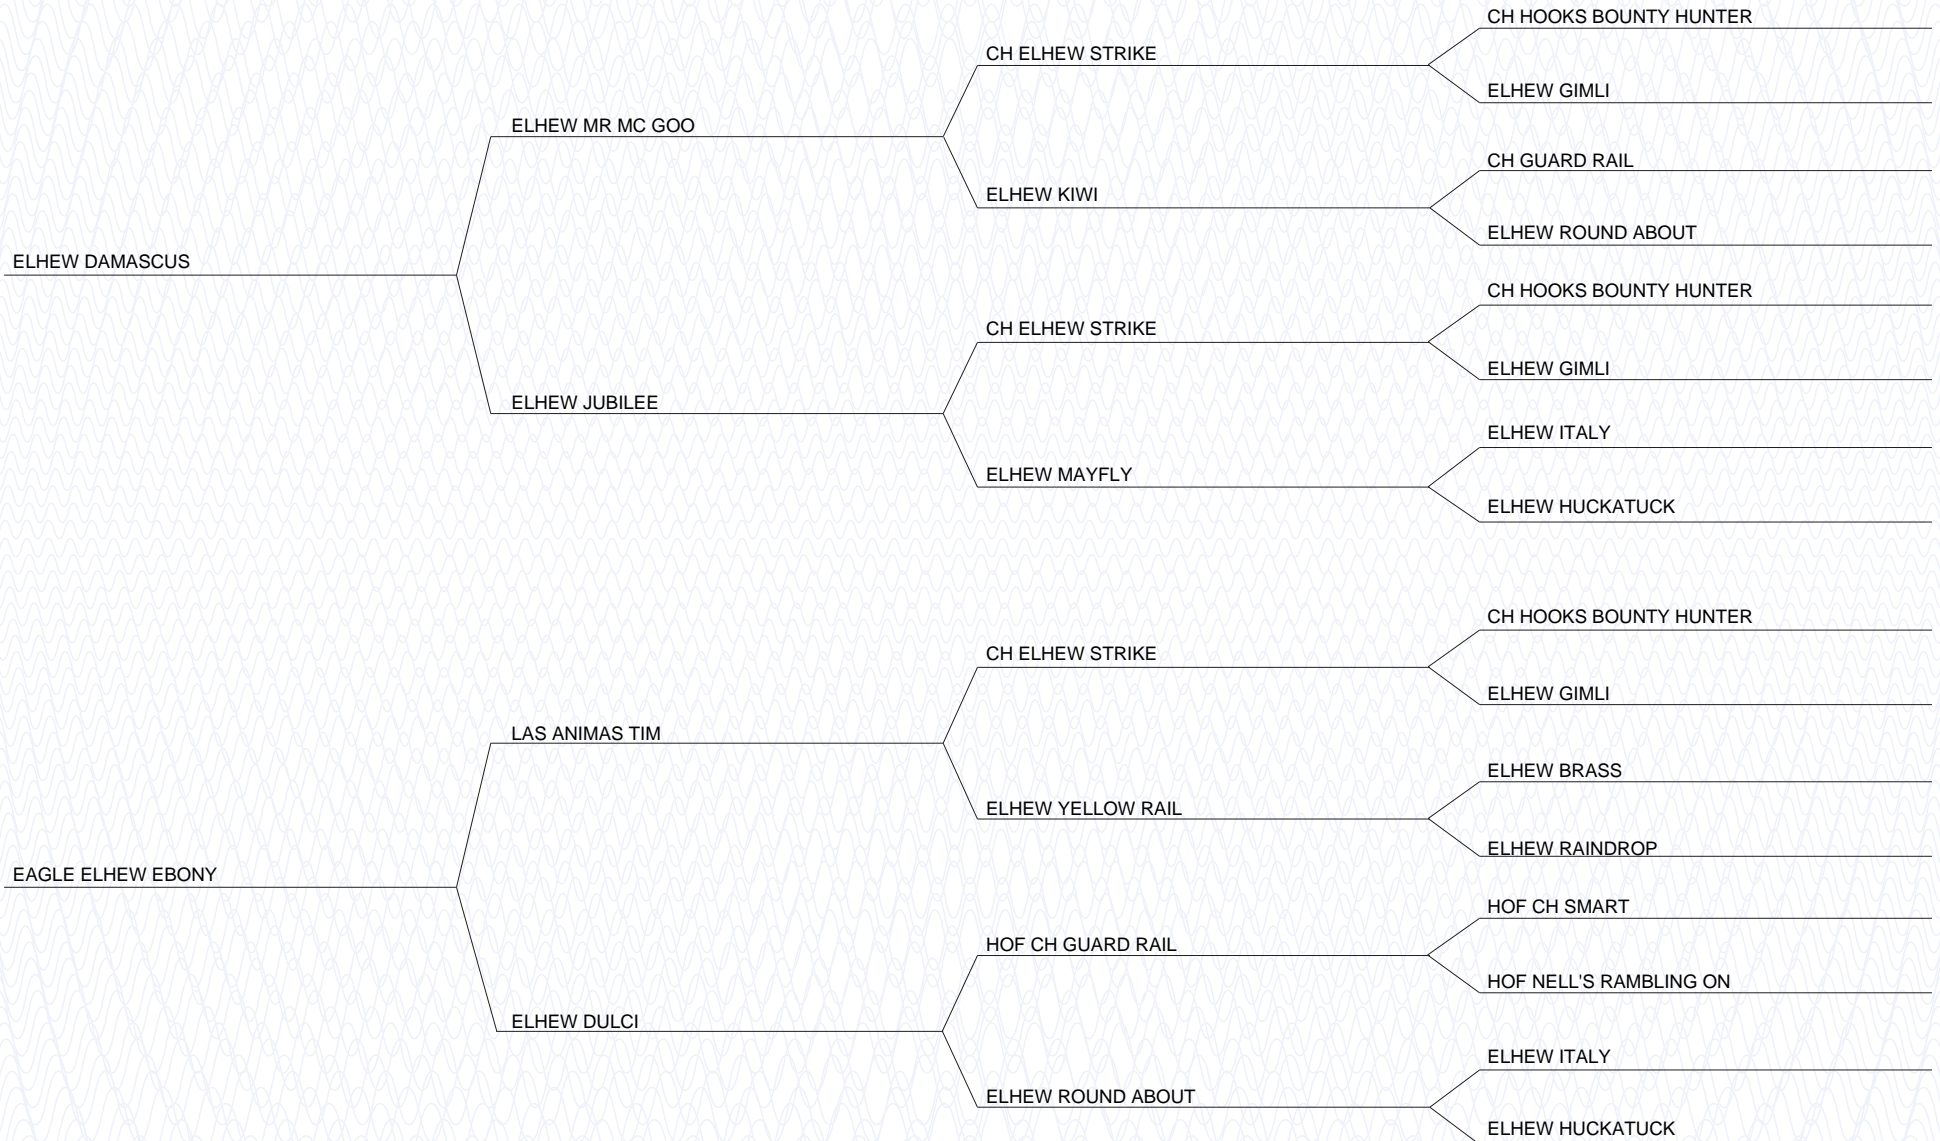 CH HOOKS BOUNTY HUNTER
CH ELHEW STRIKE
ELHEW GIMLI
ELHEW MR MC GOO
CH GUARD RAIL
ELHEW KIWI
ELHEW ROUND ABOUT
ELHEW DAMASCUS
CH HOOKS BOUNTY HUNTER
CH ELHEW STRIKE
ELHEW GIMLI
ELHEW JUBILEE
ELHEW ITALY
ELHEW MAYFLY
ELHEW HUCKATUCK
CH HOOKS BOUNTY HUNTER
CH ELHEW STRIKE
ELHEW GIMLI
LAS ANIMAS TIM
ELHEW BRASS
ELHEW YELLOW RAIL
ELHEW RAINDROP
EAGLE ELHEW EBONY
HOF CH SMART
HOF CH GUARD RAIL
HOF NELL'S RAMBLING ON
ELHEW DULCI
ELHEW ITALY
ELHEW ROUND ABOUT
ELHEW HUCKATUCK